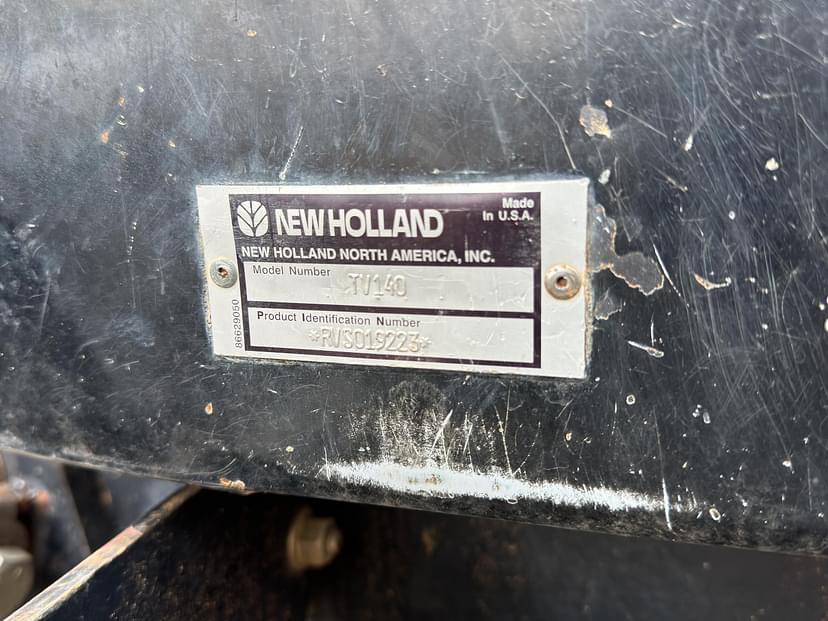 NEW HOLLAND
Made
In U.S.A.
NEW HOLLAND NORTH AMERICA, INC.
Model Number
TV140
Product Identification Number
*RVS019223*
86629050